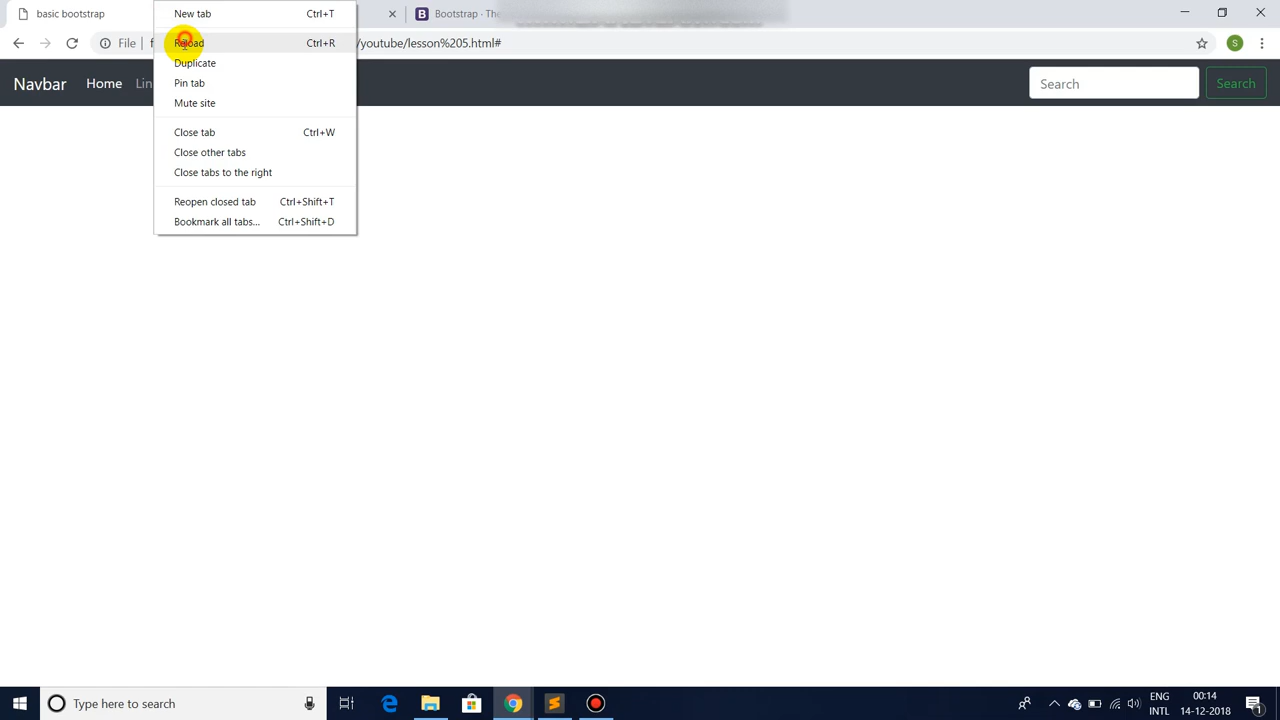 basic bootstrap
Bootstrap · The
New tab Ctrl+T
Reload Ctrl+R
Duplicate
Pin tab
Mute site
Close tab Ctrl+W
Close other tabs
Close tabs to the right
Reopen closed tab Ctrl+Shift+T
Bookmark all tabs... Ctrl+Shift+D
File
/youtube/lesson%205.html#
S
Navbar Home Lin
Search Search
Type here to search
ENG 00:14
INTL 14-12-2018
1